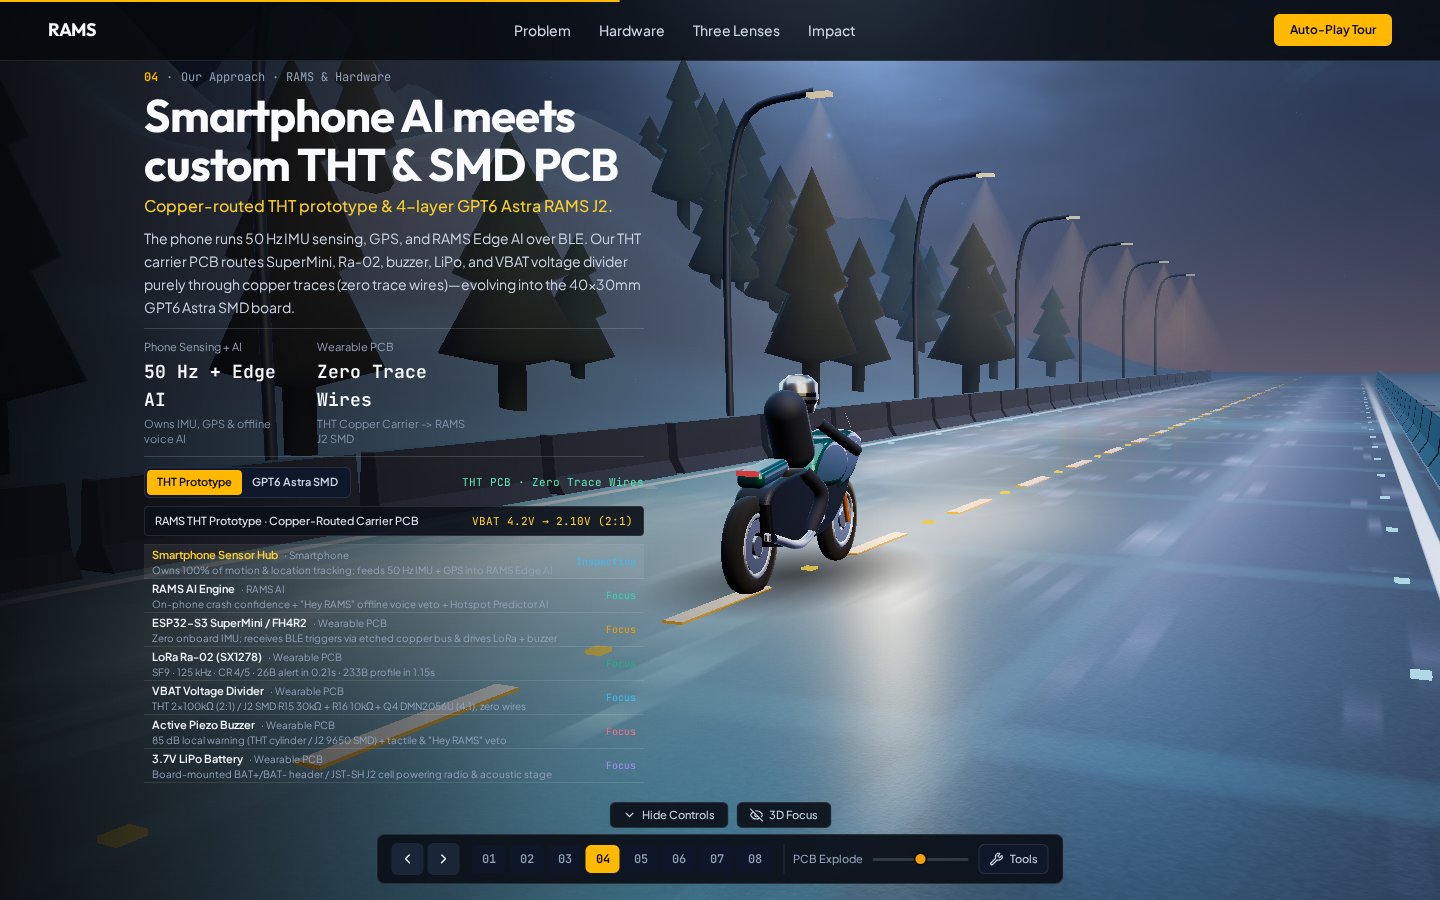 RAMS
Problem
Hardware
Three Lenses
Impact
Auto-Play Tour
04 · Our Approach · RAMS & Hardware
Smartphone AI meets
custom THT & SMD PCB
Copper-routed THT prototype & 4-layer GPT6 Astra RAMS J2.
The phone runs 50 Hz IMU sensing, GPS, and RAMS Edge AI over BLE. Our THT
carrier PCB routes SuperMini, Ra-02, buzzer, LiPo, and VBAT voltage divider
purely through copper traces (zero trace wires)—evolving into the 40×30mm
GPT6 Astra SMD board.
Phone Sensing + AI
50 Hz + Edge
AI
Owns IMU, GPS & offline
voice AI
Wearable PCB
Zero Trace
Wires
THT Copper Carrier -> RAMS
J2 SMD
THT Prototype
GPT6 Astra SMD
THT PCB · Zero Trace Wires
RAMS THT Prototype · Copper-Routed Carrier PCB
VBAT 4.2V → 2.10V (2:1)
Smartphone Sensor Hub · Smartphone
Owns 100% of motion & location tracking; feeds 50 Hz IMU + GPS into RAMS Edge AI
Inspecting
RAMS AI Engine · RAMS AI
On-phone crash confidence + "Hey RAMS" offline voice veto + Hotspot Predictor AI
Focus
ESP32-S3 SuperMini / FH4R2 · Wearable PCB
Zero onboard IMU; receives BLE triggers via etched copper bus & drives LoRa + buzzer
Focus
LoRa Ra-02 (SX1278) · Wearable PCB
SF9 · 125 kHz · CR 4/5 · 26B alert in 0.21s · 233B profile in 1.15s
Focus
VBAT Voltage Divider · Wearable PCB
THT 2×100kΩ (2:1) / J2 SMD R15 30kΩ + R16 10kΩ + Q4 DMN2056U (4:1), zero wires
Focus
Active Piezo Buzzer · Wearable PCB
85 dB local warning (THT cylinder / J2 9650 SMD) + tactile & "Hey RAMS" veto
Focus
3.7V LiPo Battery · Wearable PCB
Board-mounted BAT+/BAT- header / JST-SH J2 cell powering radio & acoustic stage
Focus
Hide Controls
3D Focus
01
02
03
04
05
06
07
08
PCB Explode
Tools